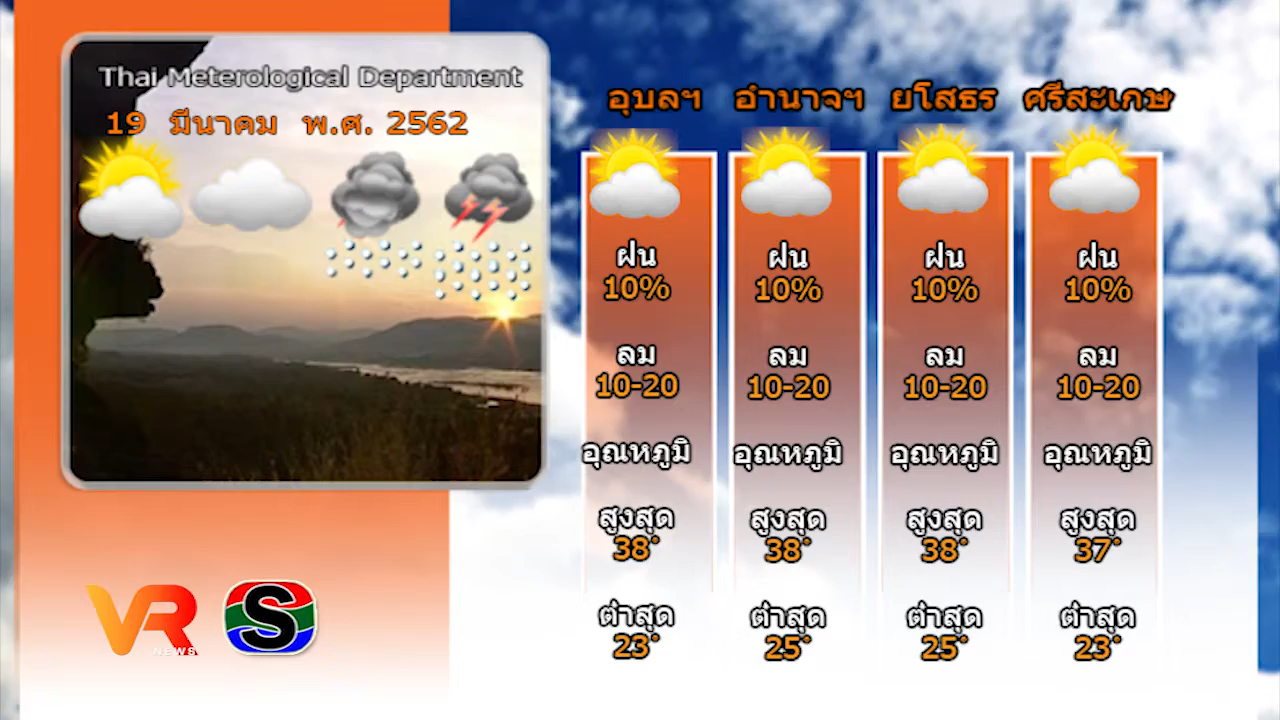 Thai Meterological Department
19 มีนาคม พ.ศ. 2562
อุบลฯ อำนาจฯ ยโสธร ศรีสะเกษ
ฝน ฝน ฝน ฝน
10% 10% 10% 10%
ลม ลม ลม ลม
10-20 10-20 10-20 10-20
อุณหภูมิ อุณหภูมิ อุณหภูมิ อุณหภูมิ
สูงสุด สูงสุด สูงสุด สูงสุด
38° 38° 38° 37°
ต่ำสุด ต่ำสุด ต่ำสุด ต่ำสุด
23° 25° 25° 23°
VR S
NEWS